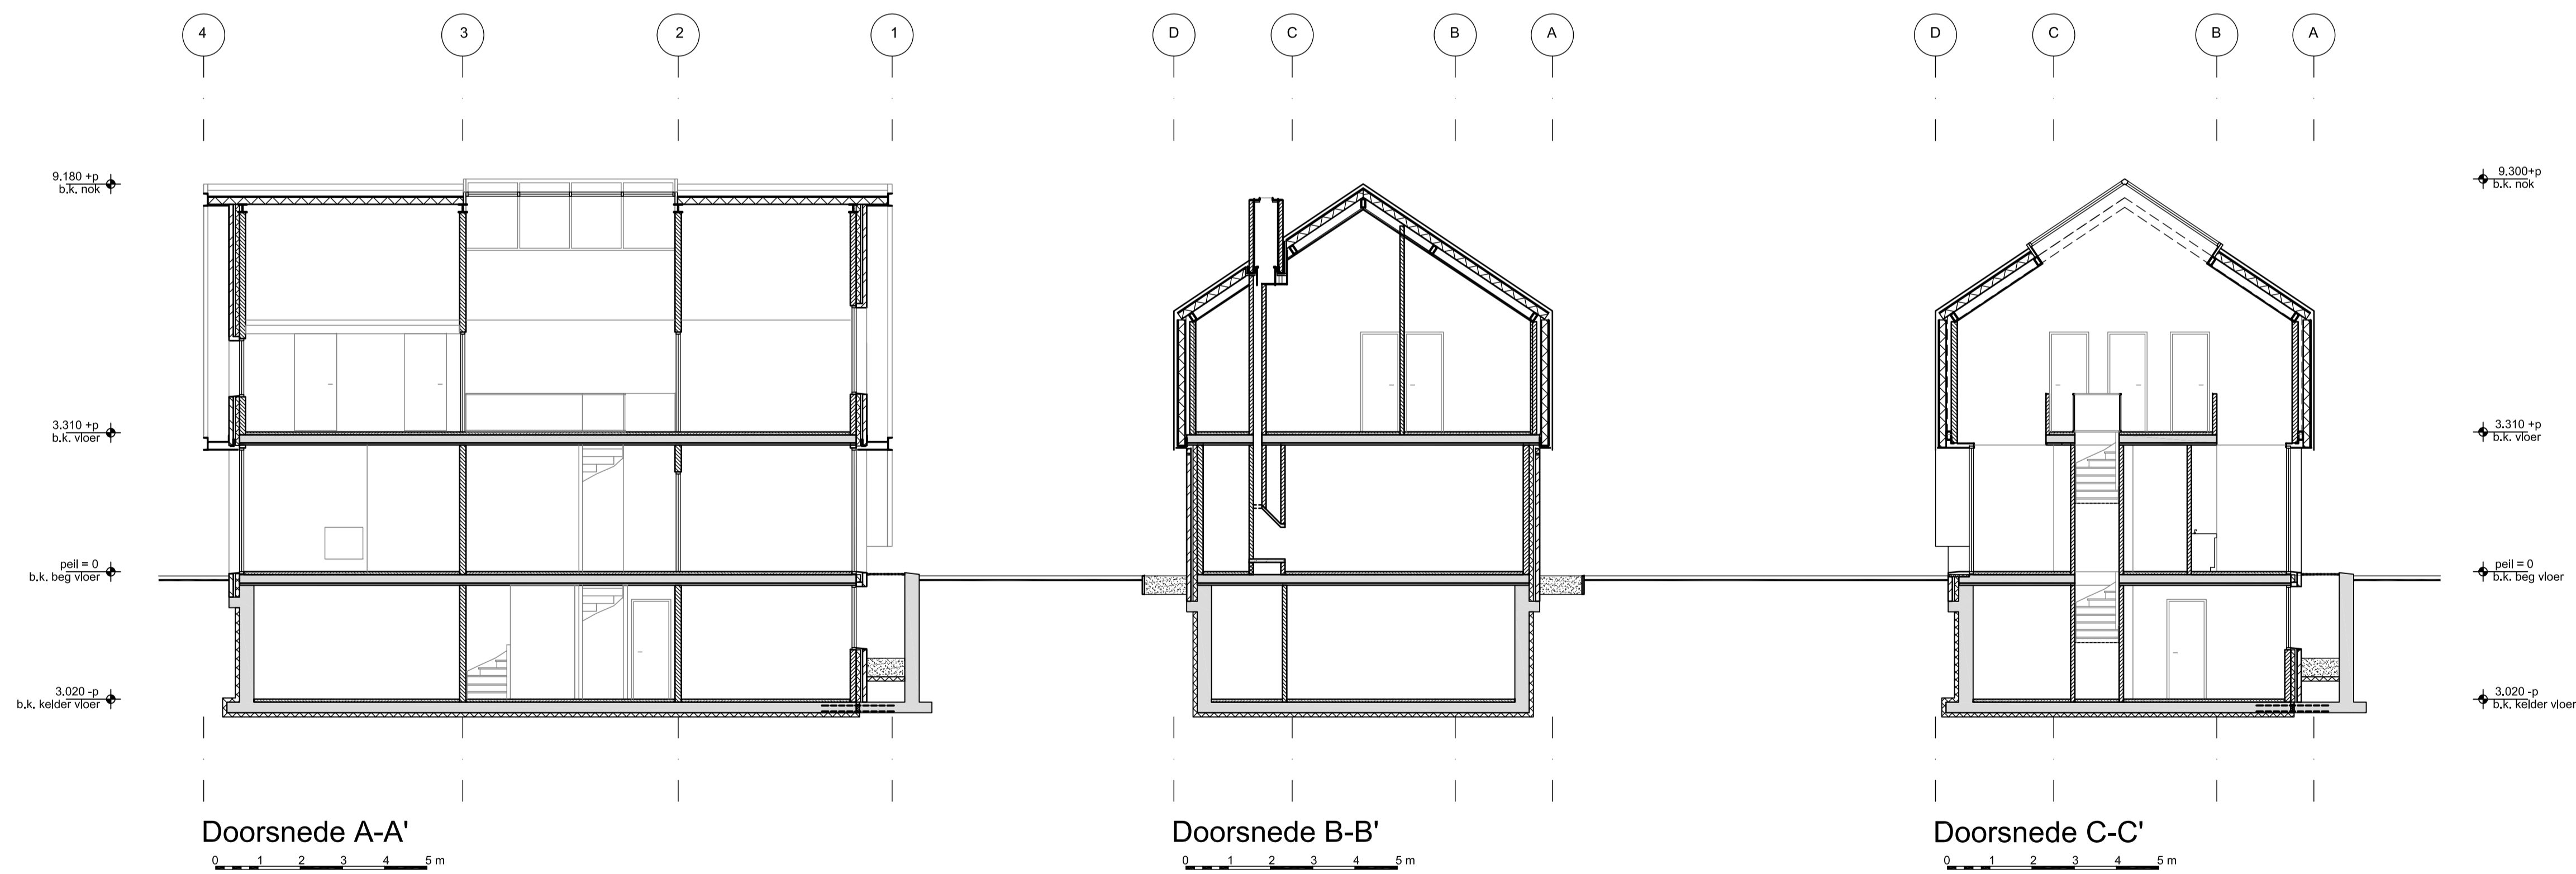 4 3 2 1 D C B A D C B A
9.180 +p
b.k. nok
9.300+p
b.k. nok
3.310 +p
b.k. vloer
3.310 +p
b.k. vloer
peil = 0
b.k. beg vloer
peil = 0
b.k. beg vloer
3.020 -p
b.k. kelder vloer
3.020 -p
b.k. kelder vloer
Doorsnede A-A'
0 1 2 3 4 5 m
Doorsnede B-B'
0 1 2 3 4 5 m
Doorsnede C-C'
0 1 2 3 4 5 m